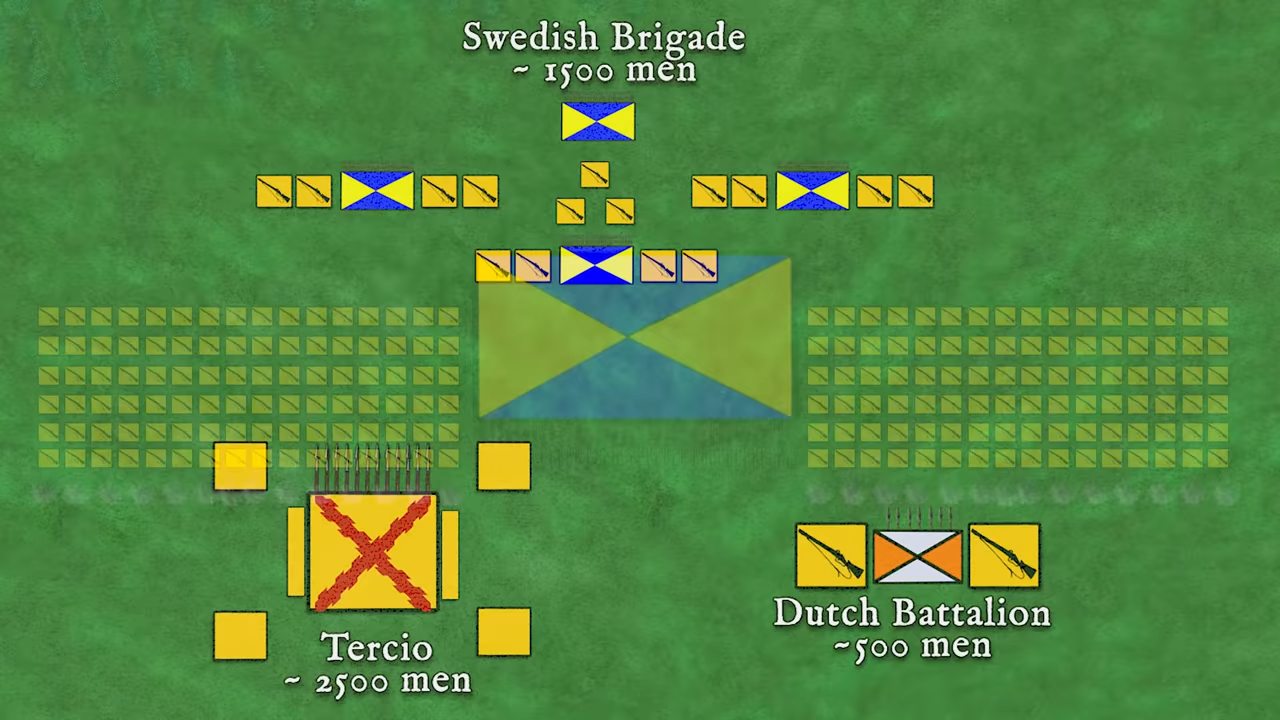 Swedish Brigade
~ 1500 men
Tercio
~ 2500 men
Dutch Battalion
~500 men